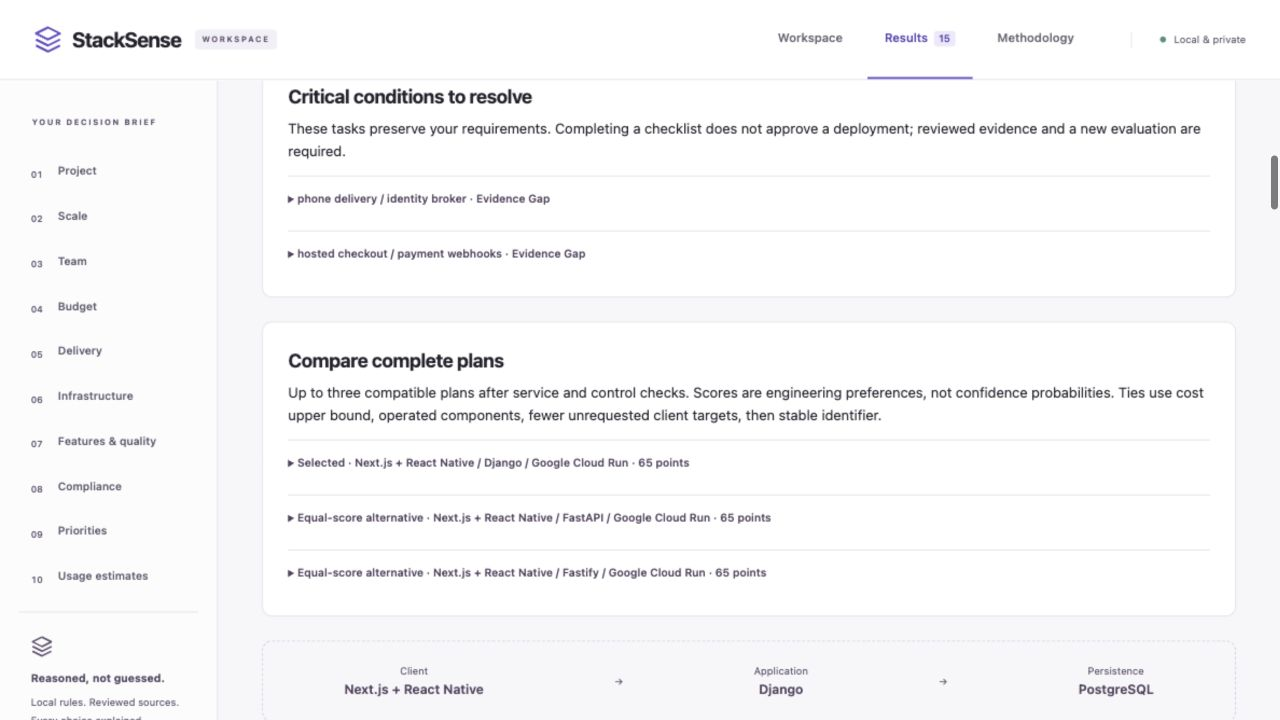 StackSense WORKSPACE
Workspace
Results 15
Methodology
Local & private
YOUR DECISION BRIEF
01 Project
02 Scale
03 Team
04 Budget
05 Delivery
06 Infrastructure
07 Features & quality
08 Compliance
09 Priorities
10 Usage estimates
Reasoned, not guessed.
Local rules. Reviewed sources.
Every choice explained.
Critical conditions to resolve
These tasks preserve your requirements. Completing a checklist does not approve a deployment; reviewed evidence and a new evaluation are
required.
▸ phone delivery / identity broker · Evidence Gap
▸ hosted checkout / payment webhooks · Evidence Gap
Compare complete plans
Up to three compatible plans after service and control checks. Scores are engineering preferences, not confidence probabilities. Ties use cost
upper bound, operated components, fewer unrequested client targets, then stable identifier.
▸ Selected · Next.js + React Native / Django / Google Cloud Run · 65 points
▸ Equal-score alternative · Next.js + React Native / FastAPI / Google Cloud Run · 65 points
▸ Equal-score alternative · Next.js + React Native / Fastify / Google Cloud Run · 65 points
Client
Next.js + React Native
→
Application
Django
→
Persistence
PostgreSQL